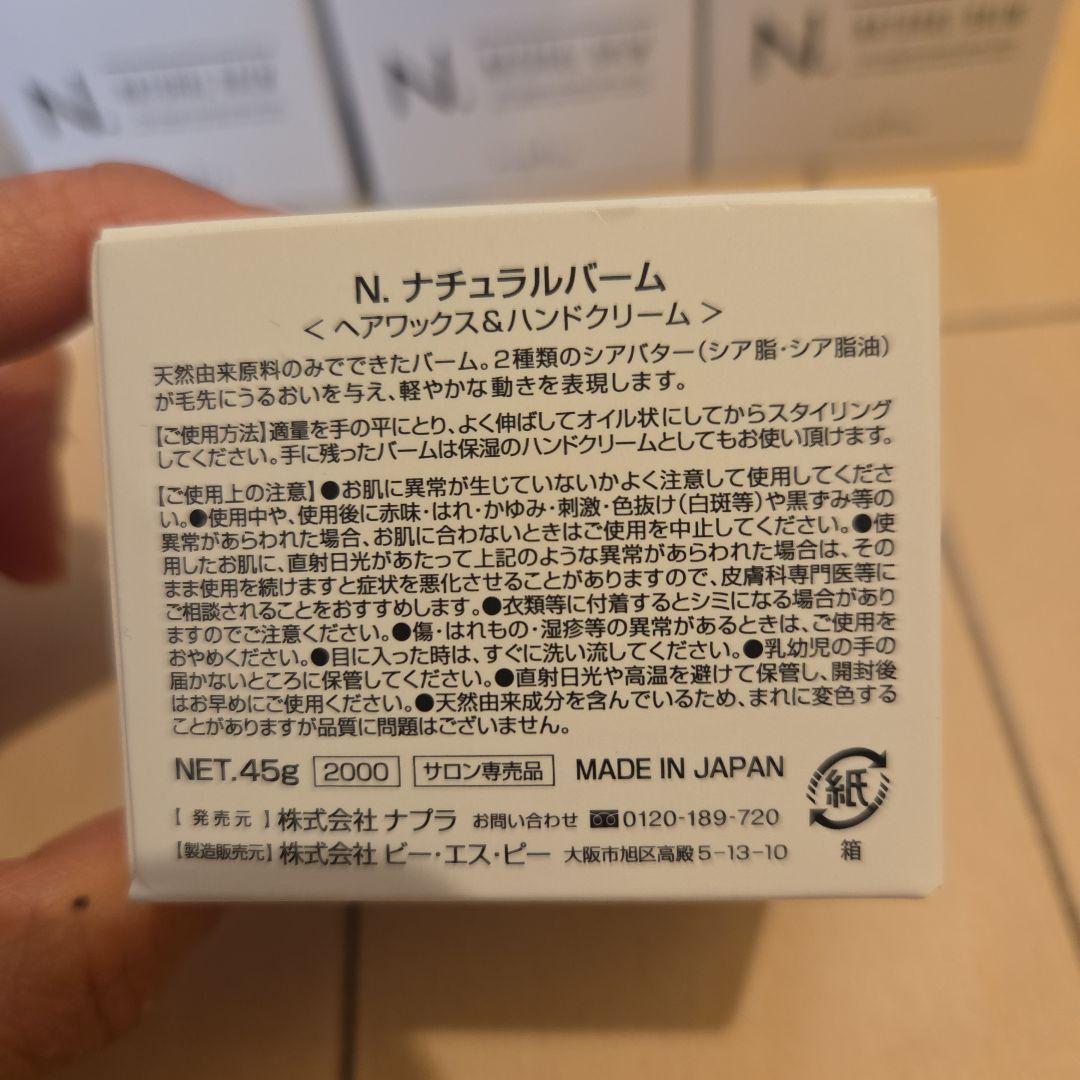 N.
N.
N.
N. ナチュラルバーム
< ヘアワックス&ハンドクリーム >
天然由来原料のみでできたバーム。2種類のシアバター(シア脂・シア脂油)
が毛先にうるおいを与え、軽やかな動きを表現します。
【ご使用方法】適量を手の平にとり、よく伸ばしてオイル状にしてからスタイリング
してください。手に残ったバームは保湿のハンドクリームとしてもお使い頂けます。
【ご使用上の注意】●お肌に異常が生じていないかよく注意して使用してくださ
い。●使用中や、使用後に赤味・はれ・かゆみ・刺激・色抜け(白斑等)や黒ずみ等の
異常があらわれた場合、お肌に合わないときはご使用を中止してください。●使
用したお肌に、直射日光があたって上記のような異常があらわれた場合は、その
まま使用を続けますと症状を悪化させることがありますので、皮膚科専門医等に
ご相談されることをおすすめします。●衣類等に付着するとシミになる場合があり
ますのでご注意ください。●傷・はれもの・湿疹等の異常があるときは、ご使用を
おやめください。●目に入った時は、すぐに洗い流してください。●乳幼児の手の
届かないところに保管してください。●直射日光や高温を避けて保管し、開封後
はお早めにご使用ください。●天然由来成分を含んでいるため、まれに変色する
ことがありますが品質に問題はございません。
NET.45g 2000 サロン専売品 MADE IN JAPAN
紙
【 発売元 】株式会社 ナプラ お問い合わせ 0120-189-720
【製造販売元】株式会社 ビー・エス・ピー 大阪市旭区高殿5-13-10
箱